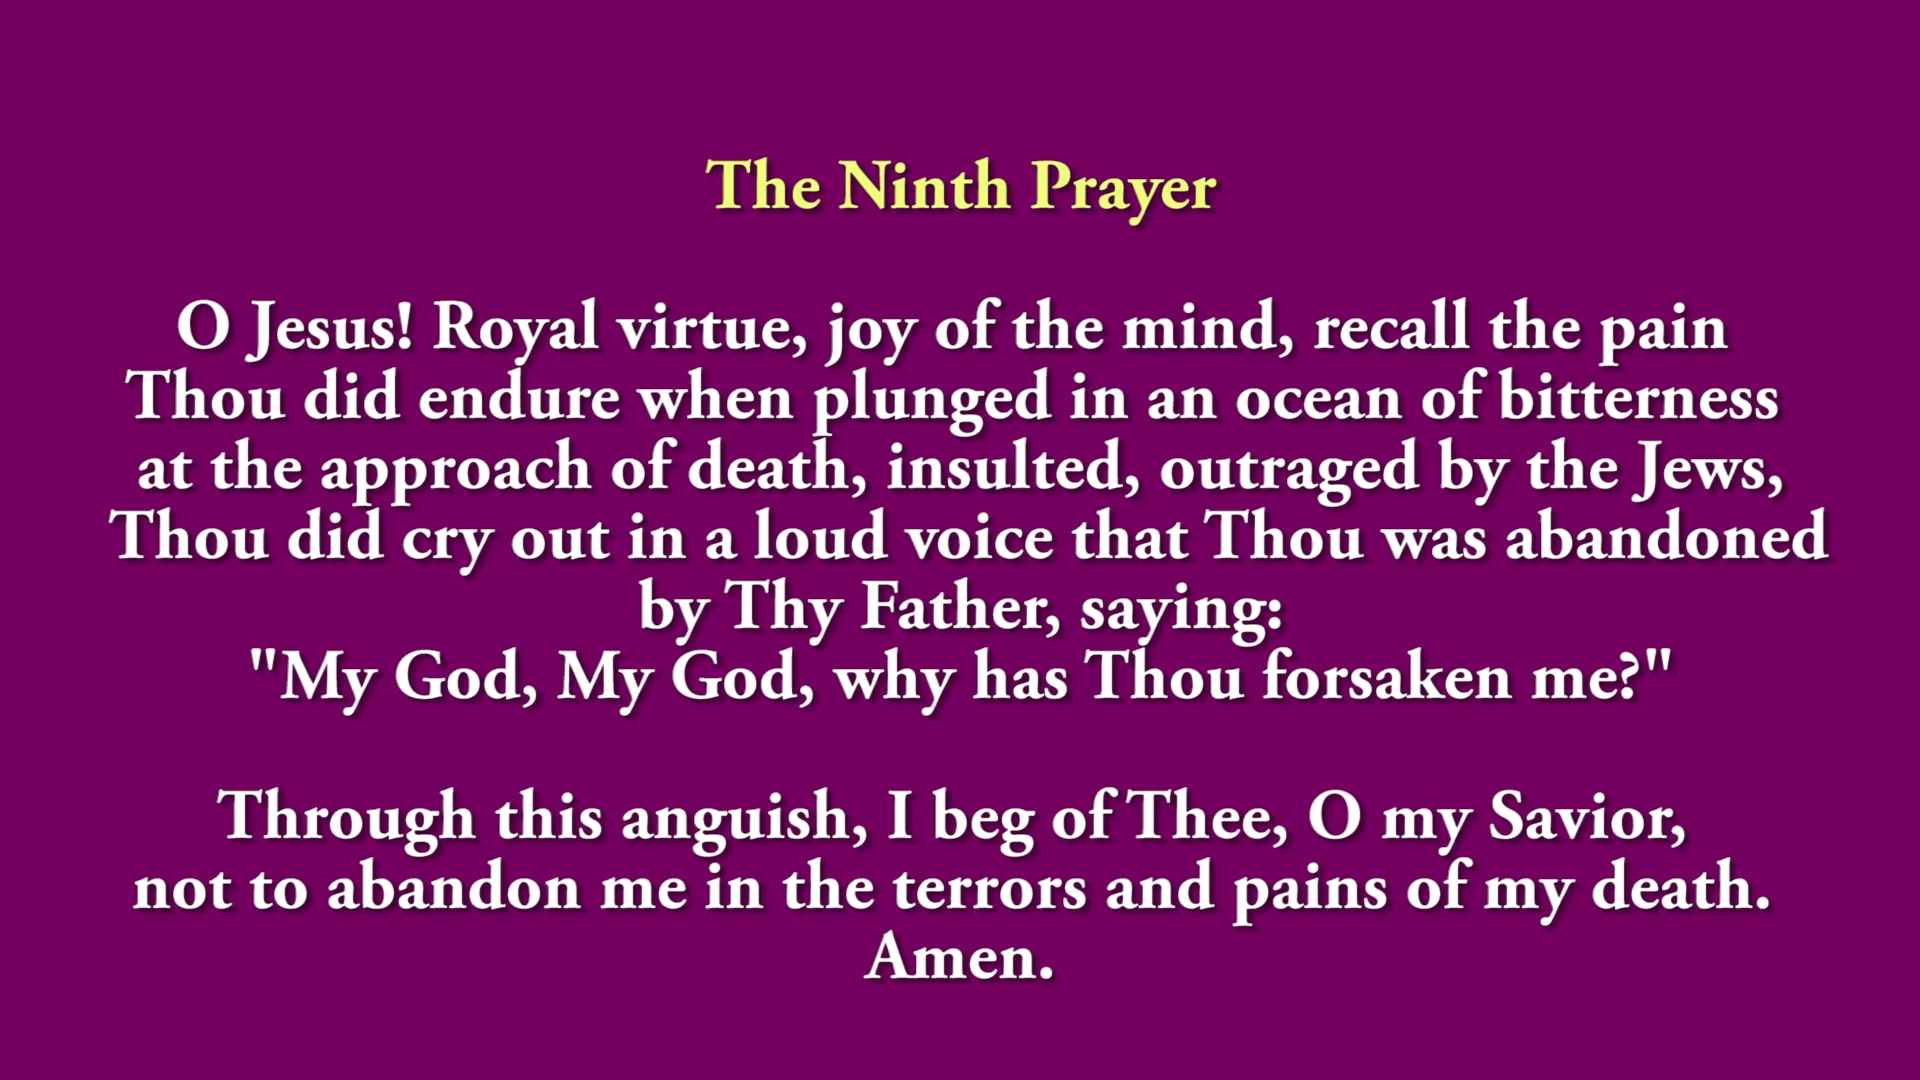 The Ninth Prayer
O Jesus! Royal virtue, joy of the mind, recall the pain
Thou did endure when plunged in an ocean of bitterness
at the approach of death, insulted, outraged by the Jews,
Thou did cry out in a loud voice that Thou was abandoned
by Thy Father, saying:
"My God, My God, why has Thou forsaken me?"
Through this anguish, I beg of Thee, O my Savior,
not to abandon me in the terrors and pains of my death.
Amen.